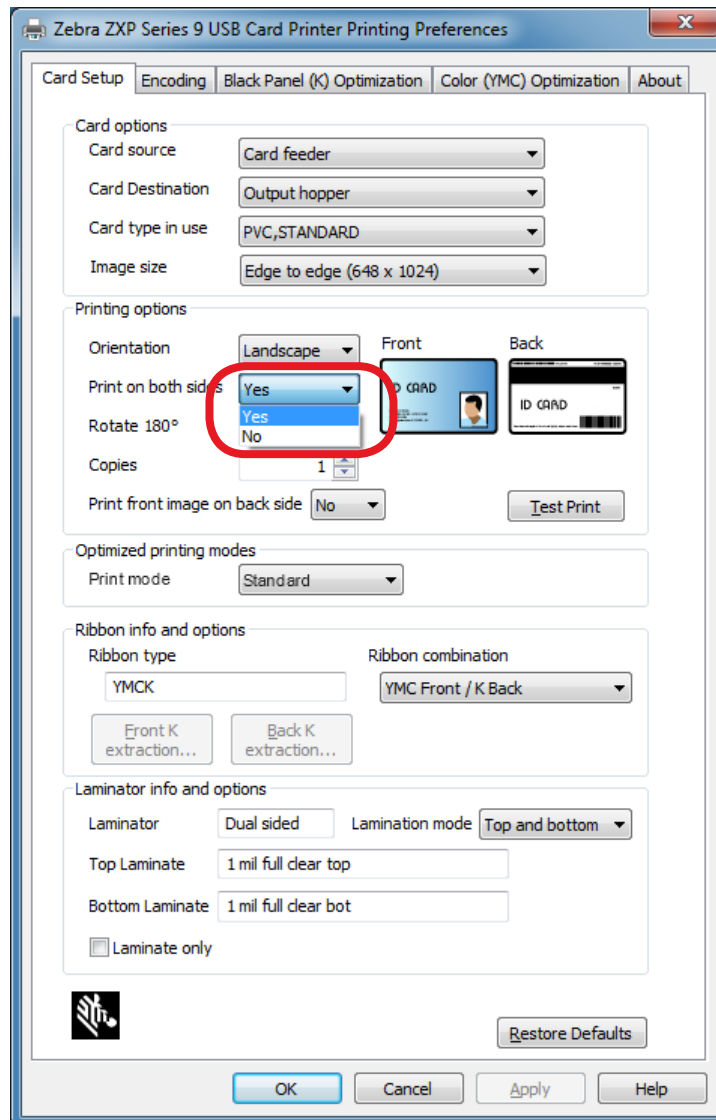 Zebra ZXP Series 9 USB Card Printer Printing Preferences
Card Setup Encoding Black Panel (K) Optimization Color (YMC) Optimization About
Card options
Card source Card feeder
Card Destination Output hopper
Card type in use PVC,STANDARD
Image size Edge to edge (648 x 1024)
Printing options
Orientation Landscape Front Back
Print on both sides Yes
Yes
No
ID CARD
ID CARD
Rotate 180°
Copies 1
Print front image on back side No Test Print
Optimized printing modes
Print mode Standard
Ribbon info and options
Ribbon type Ribbon combination
YMCK YMC Front / K Back
Front K extraction... Back K extraction...
Laminator info and options
Laminator Dual sided Lamination mode Top and bottom
Top Laminate 1 mil full clear top
Bottom Laminate 1 mil full clear bot
Laminate only
Restore Defaults
OK Cancel Apply Help